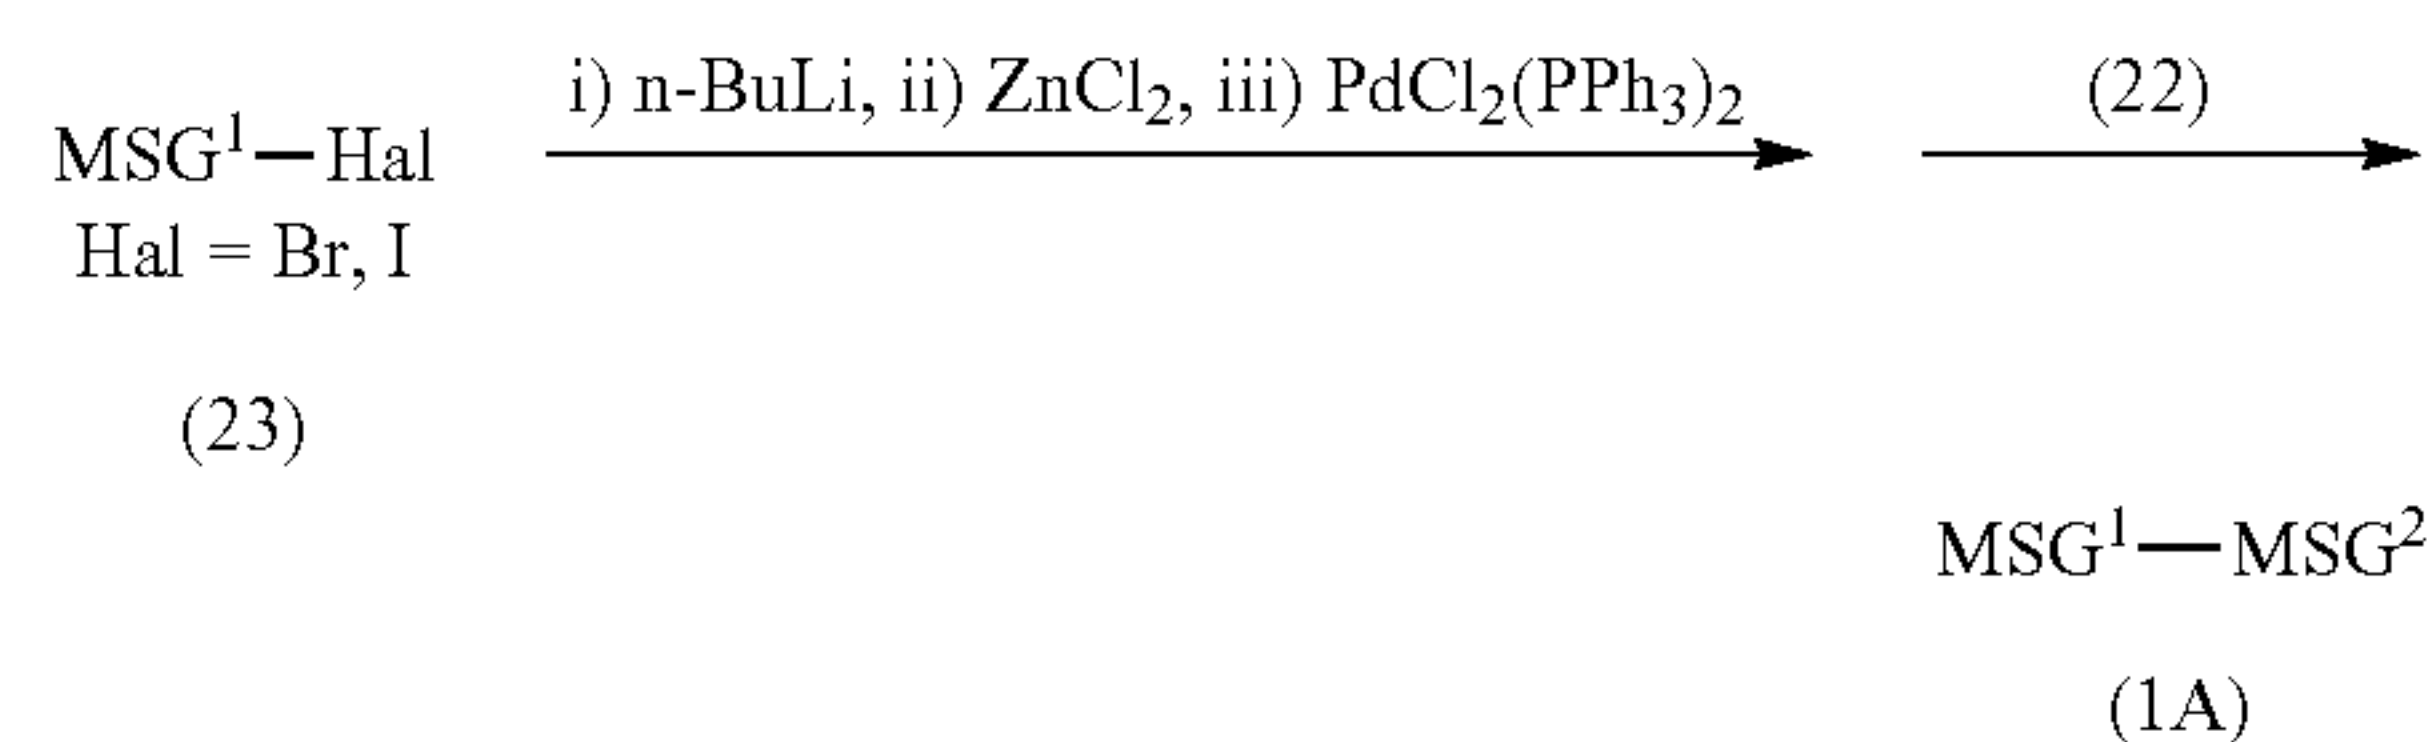 i) n-BuLi, ii) ZnCl₂, iii) PdCl₂(PPh₃)₂
(22)
MSG¹—Hal
Hal = Br, I
(23)
MSG¹—MSG²
(1A)